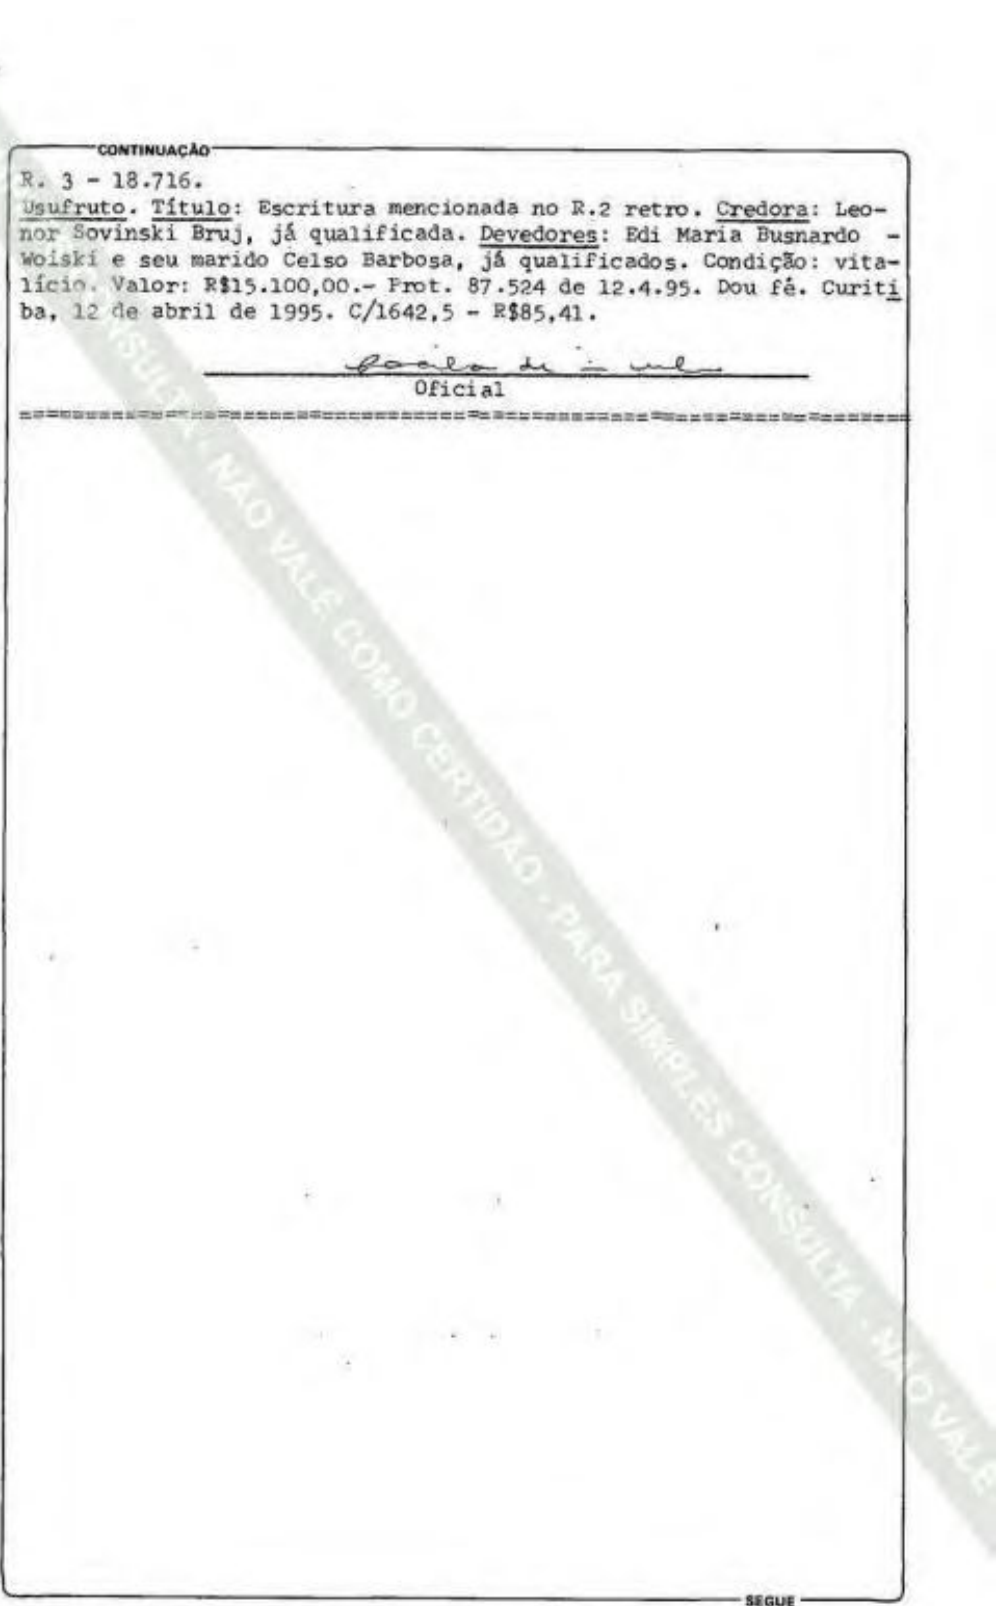 CONTINUAÇÃO
R. 3 - 18.716.
Usufruto. Título: Escritura mencionada no R.2 retro. Credora: Leo-
nor Sovinski Bruj, já qualificada. Devedores: Edi Maria Busnardo -
Woiski e seu marido Celso Barbosa, já qualificados. Condição: vita-
lício. Valor: R$15.100,00.- Prot. 87.524 de 12.4.95. Dou fé. Curiti
ba, 12 de abril de 1995. C/1642,5 - R$85,41.
Oficial
NSULTA - NÃO VALE COMO CERTIDÃO - PARA SIMPLES CONSULTA - NÃO VALE
SEGUE